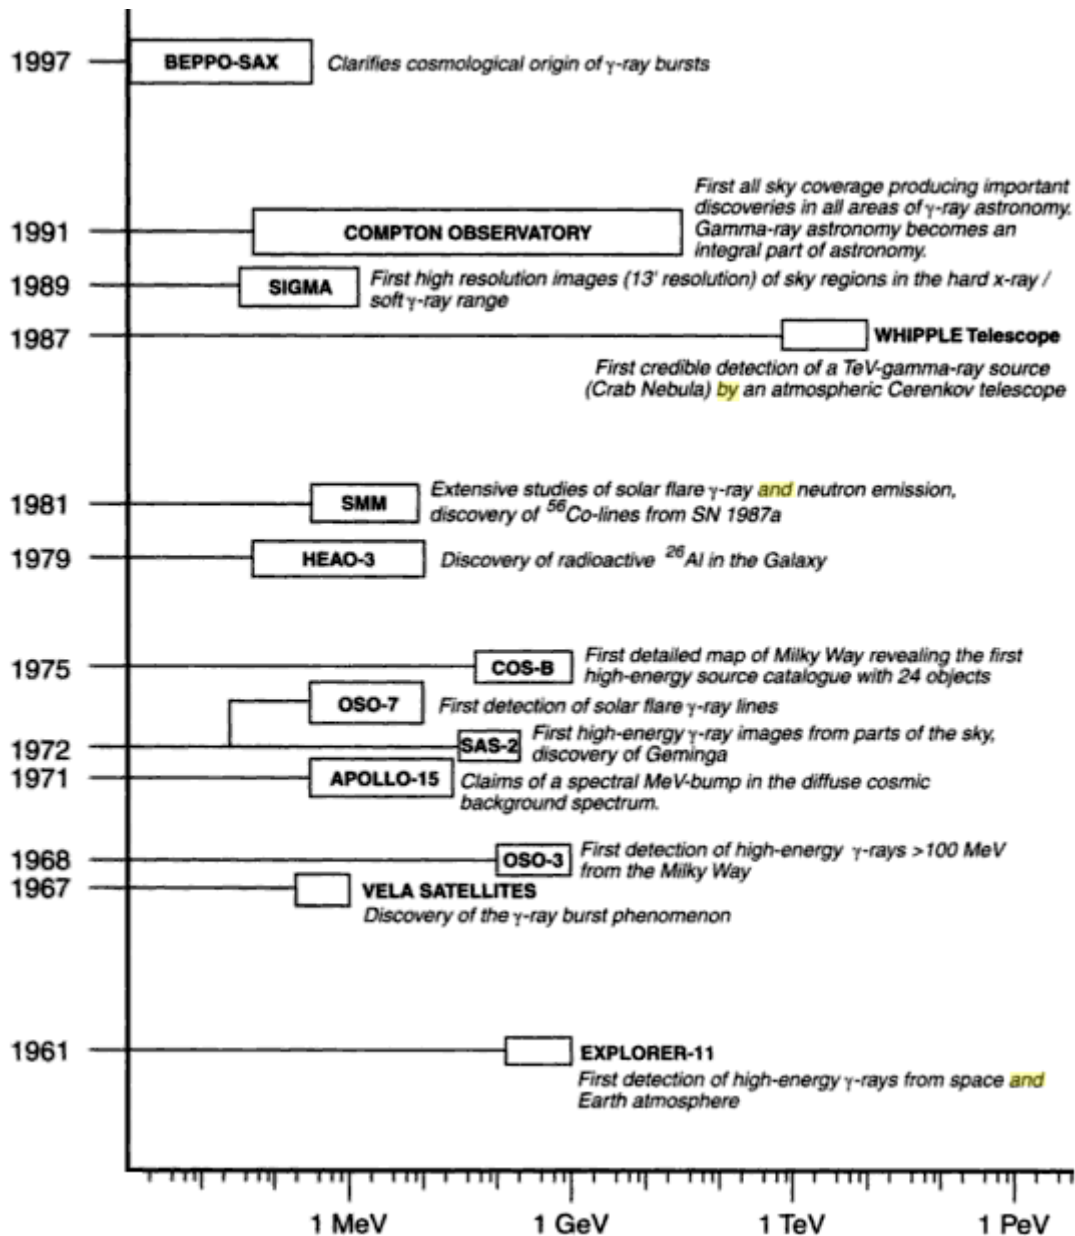 1997
BEPPO-SAX
Clarifies cosmological origin of γ-ray bursts
1991
COMPTON OBSERVATORY
First all sky coverage producing important
discoveries in all areas of γ-ray astronomy.
Gamma-ray astronomy becomes an
integral part of astronomy.
1989
SIGMA
First high resolution images (13' resolution) of sky regions in the hard x-ray /
soft γ-ray range
1987
WHIPPLE Telescope
First credible detection of a TeV-gamma-ray source
(Crab Nebula) by an atmospheric Cerenkov telescope
1981
SMM
Extensive studies of solar flare γ-ray and neutron emission,
discovery of ⁵⁶Co-lines from SN 1987a
1979
HEAO-3
Discovery of radioactive ²⁶Al in the Galaxy
1975
COS-B
First detailed map of Milky Way revealing the first
high-energy source catalogue with 24 objects
OSO-7
First detection of solar flare γ-ray lines
1972
SAS-2
First high-energy γ-ray images from parts of the sky,
discovery of Geminga
1971
APOLLO-15
Claims of a spectral MeV-bump in the diffuse cosmic
background spectrum.
1968
OSO-3
First detection of high-energy γ-rays >100 MeV
from the Milky Way
1967
VELA SATELLITES
Discovery of the γ-ray burst phenomenon
1961
EXPLORER-11
First detection of high-energy γ-rays from space and
Earth atmosphere
1 MeV
1 GeV
1 TeV
1 PeV